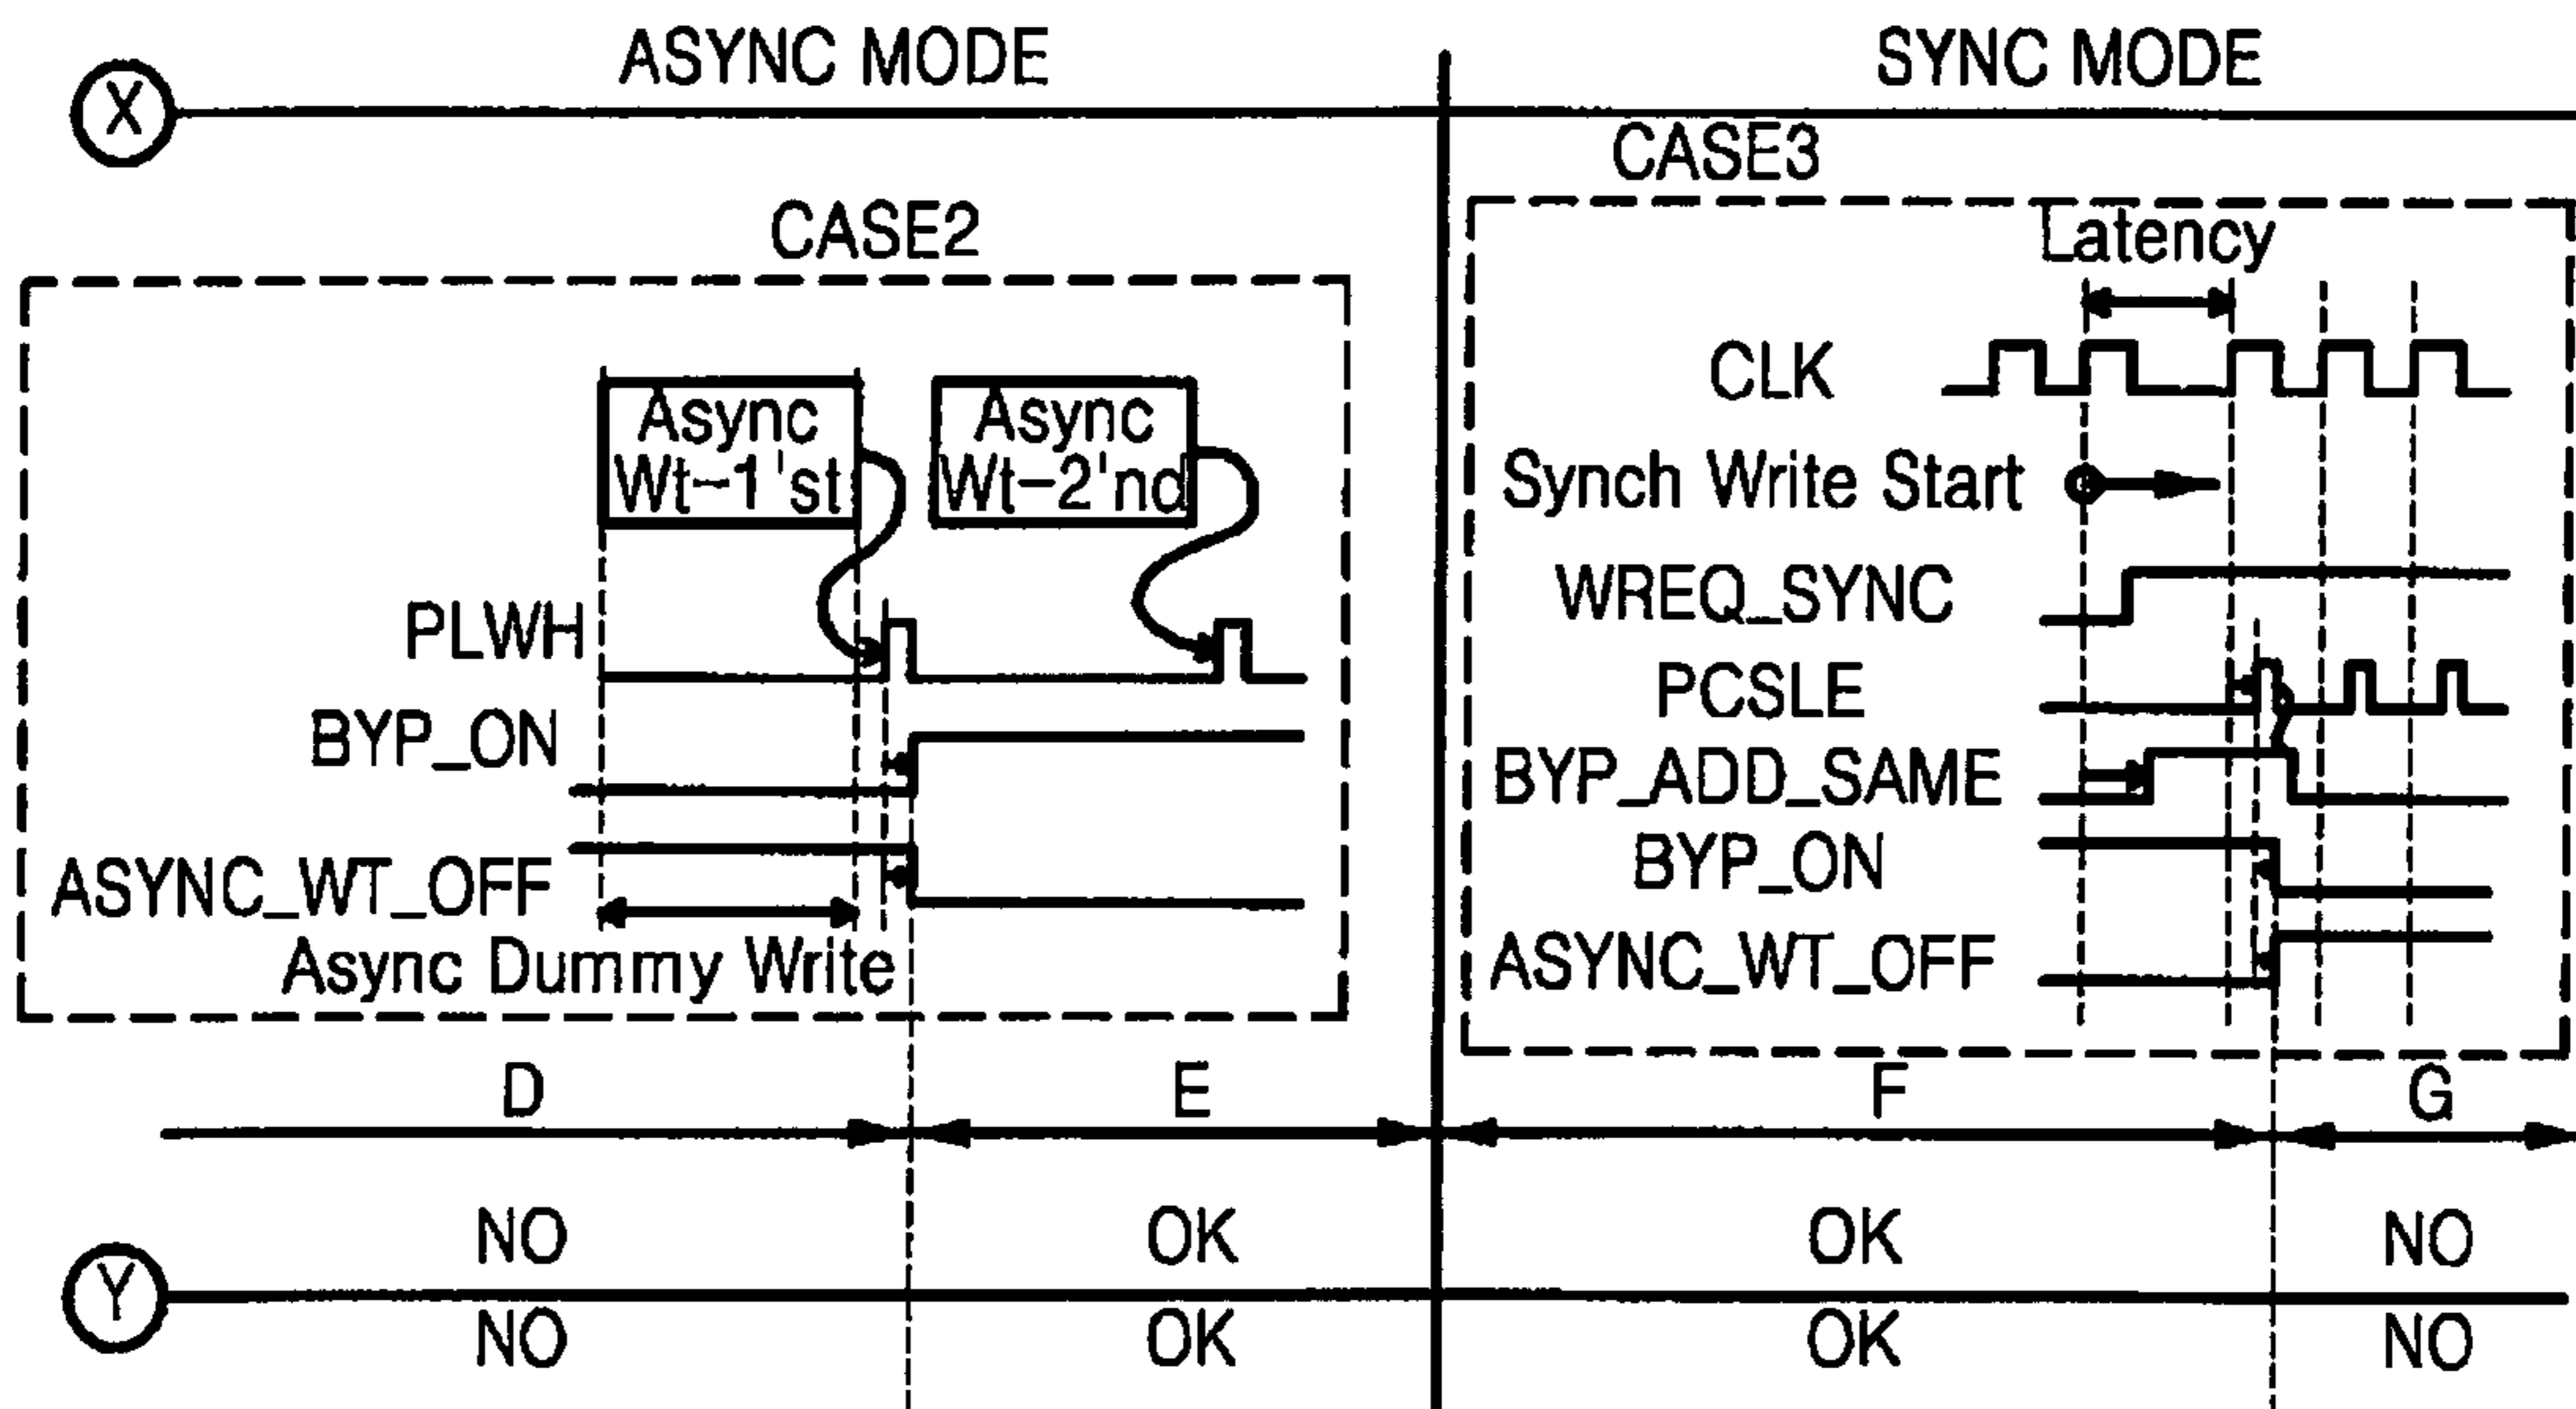 ASYNC MODE
SYNC MODE
X
CASE2
Async
Wt-1'st
Async
Wt-2'nd
PLWH
BYP_ON
ASYNC_WT_OFF
Async Dummy Write
CASE3
Latency
CLK
Synch Write Start
WREQ_SYNC
PCSLE
BYP_ADD_SAME
BYP_ON
ASYNC_WT_OFF
D
E
F
G
NO
OK
OK
NO
Y
NO
OK
OK
NO